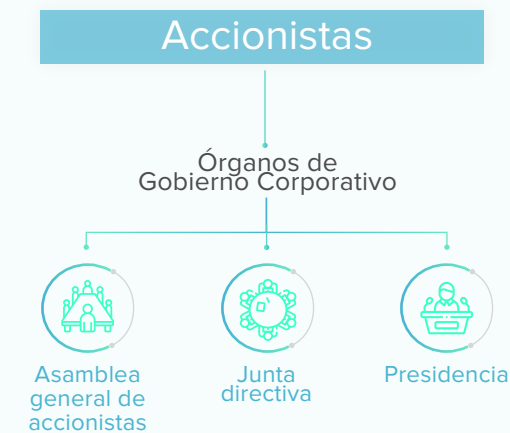 Accionistas
Órganos de
Gobierno Corporativo
Asamblea
general de
accionistas
Junta
directiva
Presidencia